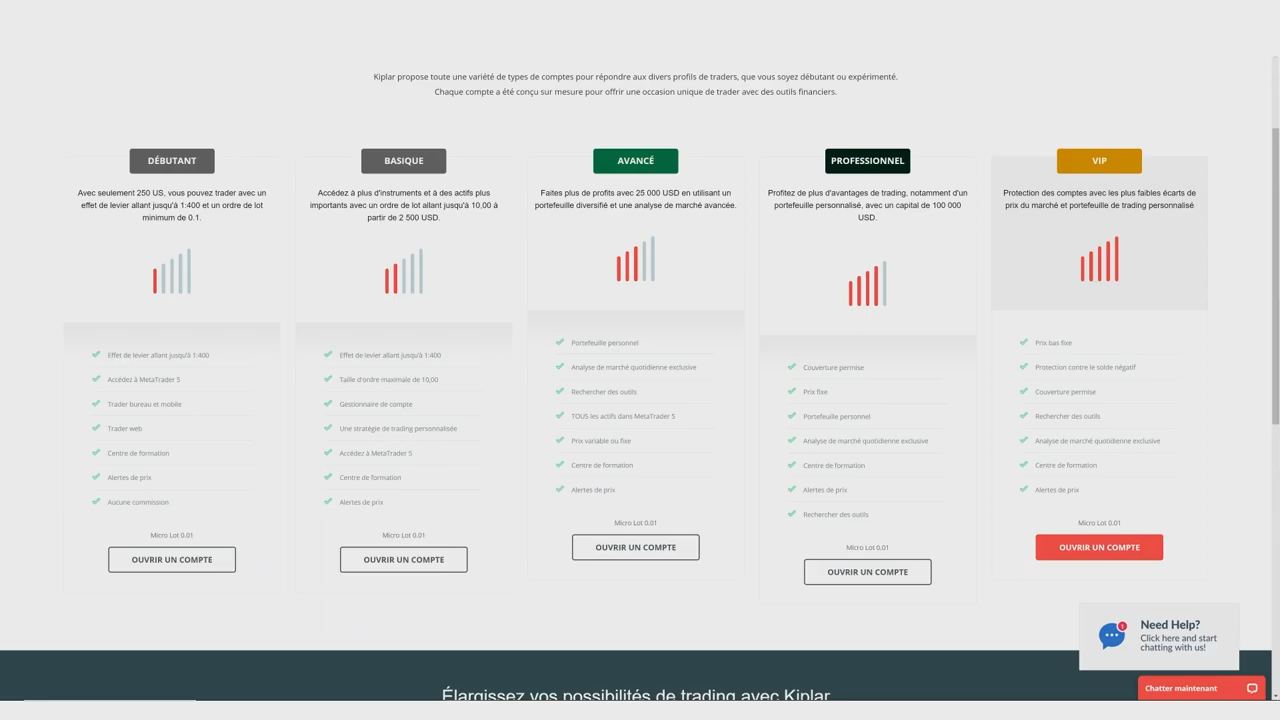 Kiplar propose toute une variété de types de comptes pour répondre aux divers profils de traders, que vous soyez débutant ou expérimenté.
Chaque compte a été conçu sur mesure pour offrir une occasion unique de trader avec des outils financiers.
DÉBUTANT
Avec seulement 250 US, vous pouvez trader avec un
effet de levier allant jusqu'à 1:400 et un ordre de lot
minimum de 0.1.
Effet de levier allant jusqu'à 1:400
Accédez à MetaTrader 5
Trader bureau et mobile
Trader web
Centre de formation
Alertes de prix
Aucune commission
Micro Lot 0.01
OUVRIR UN COMPTE
BASIQUE
Accédez à plus d'instruments et à des actifs plus
importants avec un ordre de lot allant jusqu'à 10,00 à
partir de 2 500 USD.
Effet de levier allant jusqu'à 1:400
Taille d'ordre maximale de 10,00
Gestionnaire de compte
Une stratégie de trading personnalisée
Accédez à MetaTrader 5
Centre de formation
Alertes de prix
Micro Lot 0.01
OUVRIR UN COMPTE
AVANCÉ
Faites plus de profits avec 25 000 USD en utilisant un
portefeuille diversifié et une analyse de marché avancée.
Portefeuille personnel
Analyse de marché quotidienne exclusive
Rechercher des outils
TOUS les actifs dans MetaTrader 5
Prix variable ou fixe
Centre de formation
Alertes de prix
Micro Lot 0.01
OUVRIR UN COMPTE
PROFESSIONNEL
Profitez de plus d'avantages de trading, notamment d'un
portefeuille personnalisé, avec un capital de 100 000
USD.
Couverture permise
Prix fixe
Portefeuille personnel
Analyse de marché quotidienne exclusive
Centre de formation
Alertes de prix
Rechercher des outils
Micro Lot 0.01
OUVRIR UN COMPTE
VIP
Protection des comptes avec les plus faibles écarts de
prix du marché et portefeuille de trading personnalisé
Prix bas fixe
Protection contre le solde négatif
Couverture permise
Rechercher des outils
Analyse de marché quotidienne exclusive
Centre de formation
Alertes de prix
Micro Lot 0.01
OUVRIR UN COMPTE
1
Need Help?
Click here and start
chatting with us!
Chatter maintenant
Élargissez vos possibilités de trading avec Kiplar